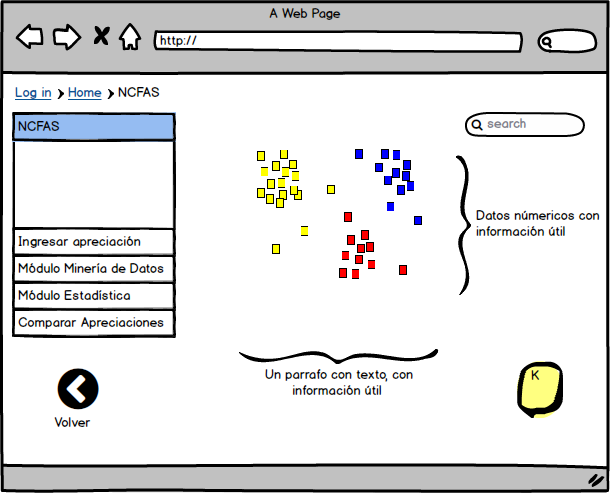 A Web Page
http://
Log in > Home > NCFAS
NCFAS
search
Datos númericos con
información útil
Ingresar apreciación
Módulo Minería de Datos
Módulo Estadística
Comparar Apreciaciones
Un parrafo con texto, con
información útil
K
Volver